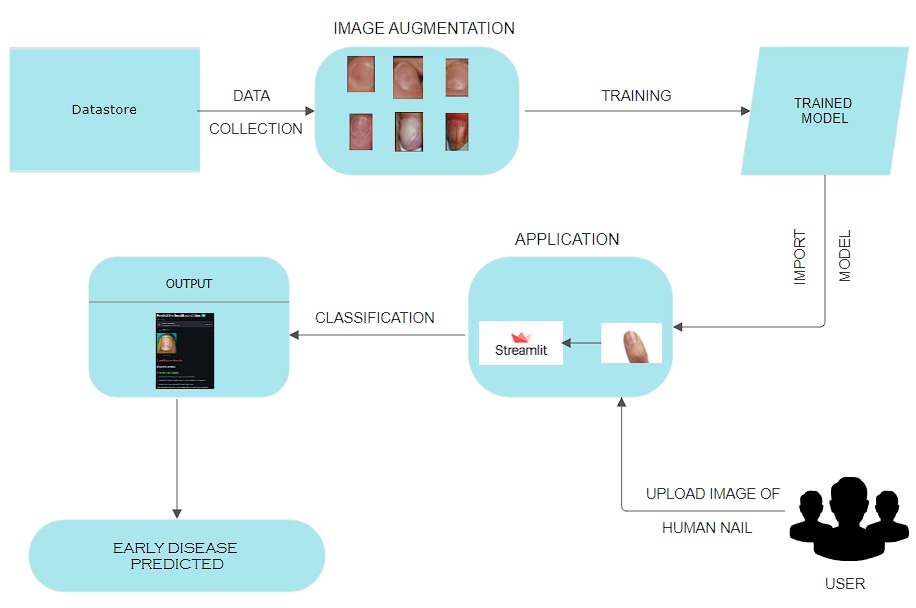 IMAGE AUGMENTATION
Datastore
DATA
COLLECTION
TRAINING
TRAINED
MODEL
IMPORT
MODEL
APPLICATION
Streamlit
CLASSIFICATION
OUTPUT
UPLOAD IMAGE OF
HUMAN NAIL
USER
EARLY DISEASE
PREDICTED